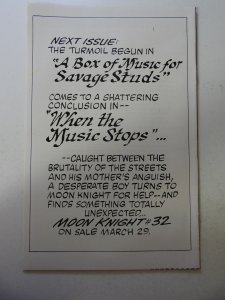 NEXT ISSUE:
THE TURMOIL BEGUN IN
"A Box of Music for
Savage Studs"
COMES TO A SHATTERING
CONCLUSION IN--
"When the
Music Stops"...
--CAUGHT BETWEEN THE
BRUTALITY OF THE STREETS
AND HIS MOTHER'S ANGUISH,
A DESPERATE BOY TURNS TO
MOON KNIGHT FOR HELP--AND
FINDS SOMETHING TOTALLY
UNEXPECTED...
MOON KNIGHT #32
ON SALE MARCH 29.